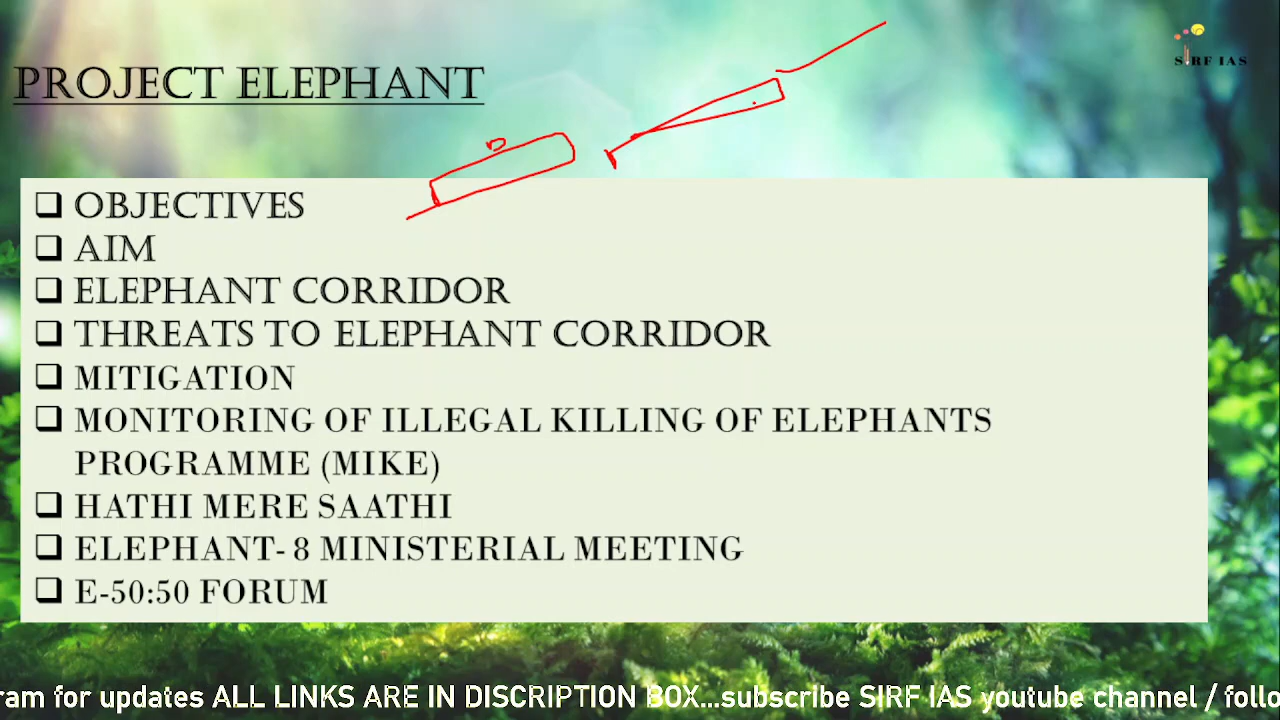 SIRF IAS
PROJECT ELEPHANT
❑ OBJECTIVES
❑ AIM
❑ ELEPHANT CORRIDOR
❑ THREATS TO ELEPHANT CORRIDOR
❑ MITIGATION
❑ MONITORING OF ILLEGAL KILLING OF ELEPHANTS
PROGRAMME (MIKE)
❑ HATHI MERE SAATHI
❑ ELEPHANT- 8 MINISTERIAL MEETING
❑ E-50:50 FORUM
ram for updates ALL LINKS ARE IN DISCRIPTION BOX...subscribe SIRF IAS youtube channel / follo